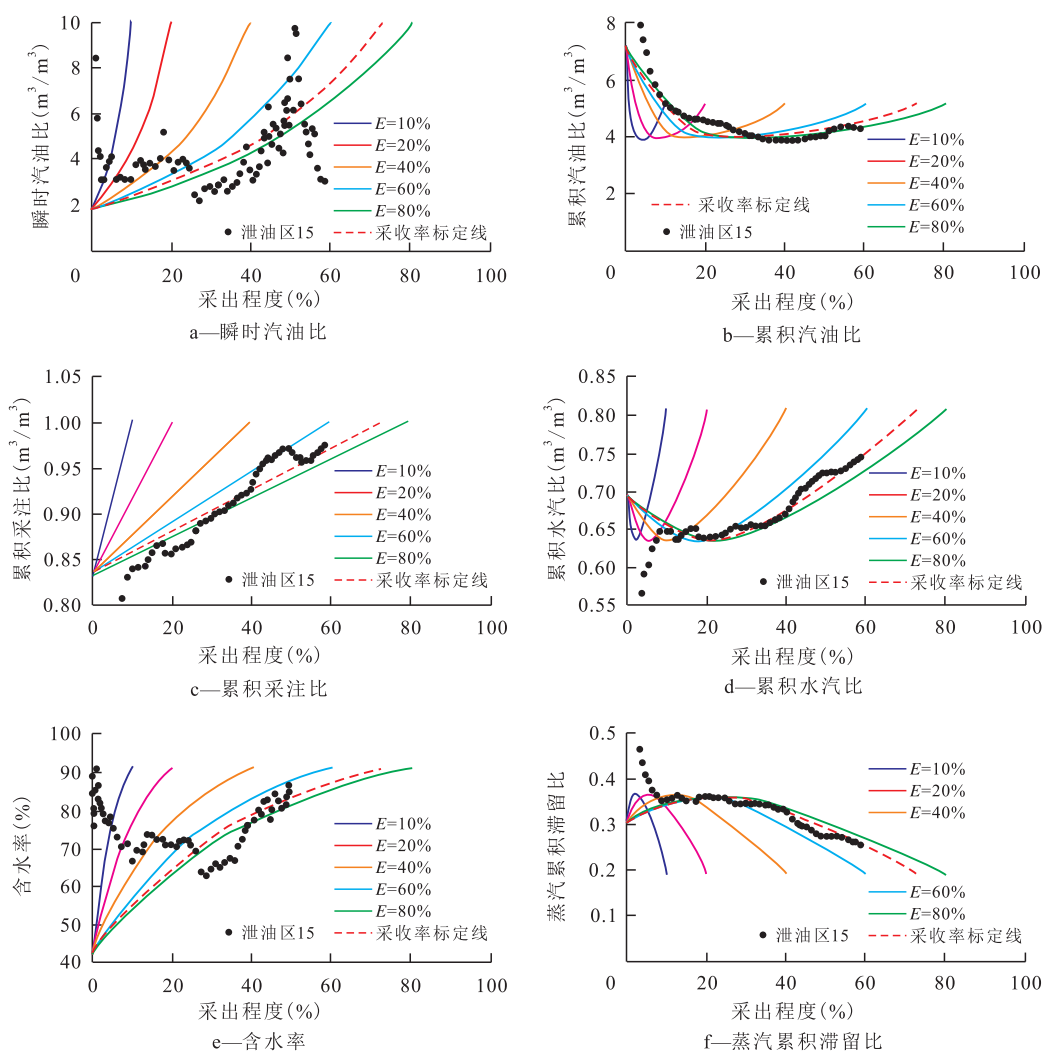 瞬时汽油比(m³/m³)
10
8
6
4
2
E=10%
E=20%
E=40%
E=60%
E=80%
泄油区15
采收率标定线
0
20
40
60
80
100
采出程度(%)
a—瞬时汽油比
累积汽油比(m³/m³)
8
6
4
2
E=10%
E=20%
E=40%
E=60%
E=80%
采收率标定线
泄油区15
0
20
40
60
80
100
采出程度(%)
b—累积汽油比
累积采注比(m³/m³)
1.05
1.00
0.95
0.90
0.85
0.80
E=10%
E=20%
E=40%
E=60%
E=80%
泄油区15
采收率标定线
0
20
40
60
80
100
采出程度(%)
c—累积采注比
累积水汽比(m³/m³)
0.85
0.80
0.75
0.70
0.65
0.60
0.55
E=10%
E=20%
E=40%
E=60%
E=80%
泄油区15
采收率标定线
0
20
40
60
80
100
采出程度(%)
d—累积水汽比
含水率(%)
100
90
80
70
60
50
40
E=10%
E=20%
E=40%
E=60%
E=80%
泄油区15
采收率标定线
0
20
40
60
80
100
采出程度(%)
e—含水率
蒸汽累积滞留比
0.5
0.4
0.3
0.2
0.1
E=10%
E=20%
E=40%
E=60%
E=80%
泄油区15
采收率标定线
0
20
40
60
80
100
采出程度(%)
f—蒸汽累积滞留比